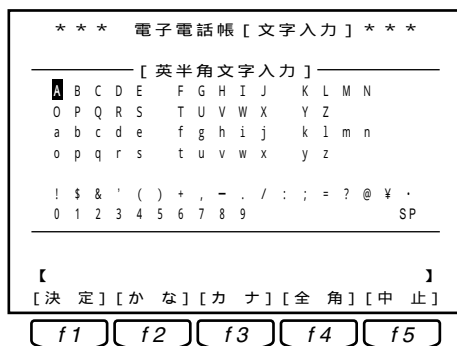 * * * 電子電話帳 [ 文字入力 ] * * *
[ 英半角文字入力 ]
A B C D E F G H I J K L M N
O P Q R S T U V W X Y Z
a b c d e f g h i j k l m n
o p q r s t u v w x y z
! $ & ' ( ) + , − . / : ; = ? @ ¥ ・
0 1 2 3 4 5 6 7 8 9 SP
【 】
[決 定] [か な] [カ ナ] [全 角] [中 止]
f1 f2 f3 f4 f5